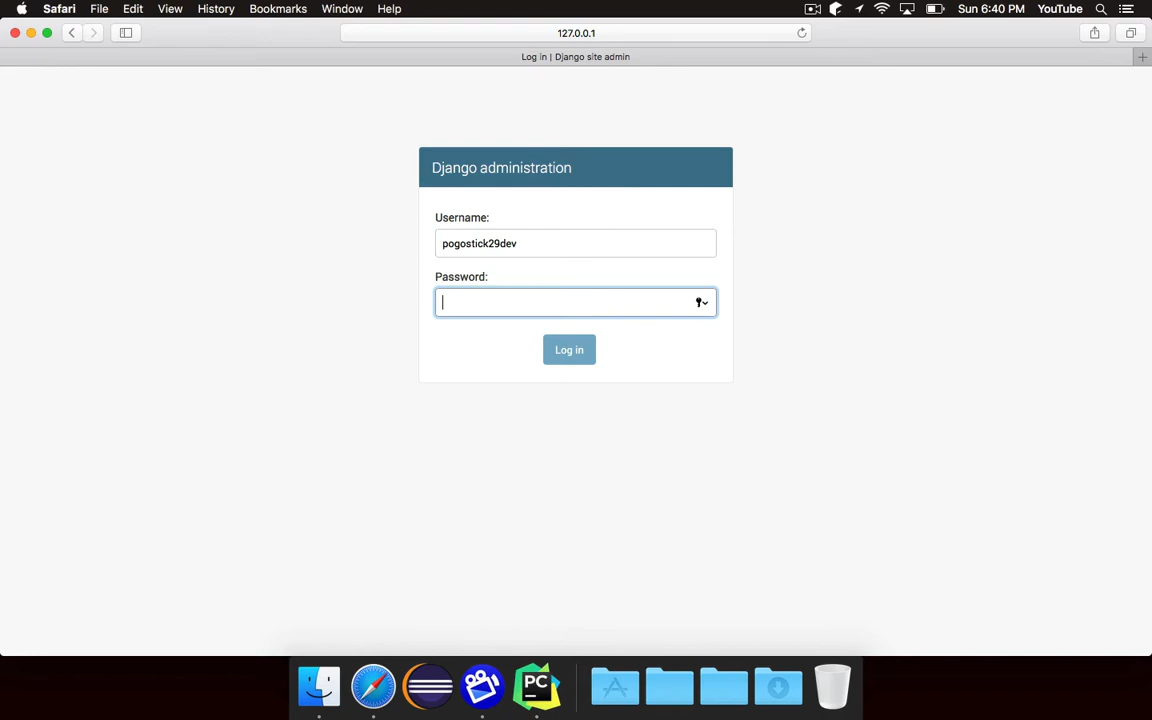 Safari File Edit View History Bookmarks Window Help Sun 6:40 PM YouTube
127.0.0.1
Log in | Django site admin
Django administration
Username:
pogostick29dev
Password:
Log in
PC